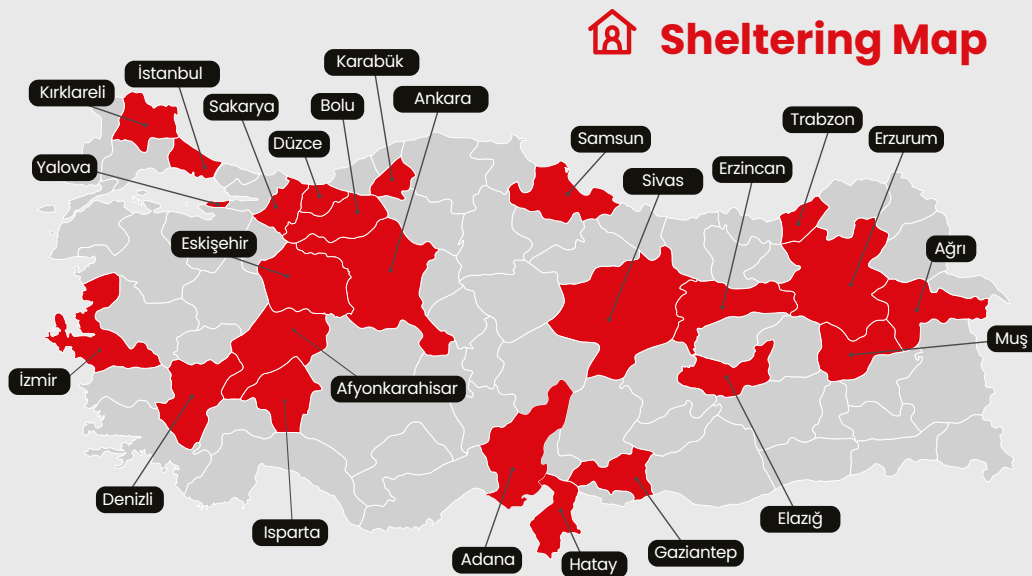 Sheltering Map
Kırklareli
İstanbul
Sakarya
Karabük
Bolu
Ankara
Düzce
Yalova
Eskişehir
Samsun
Sivas
Erzincan
Trabzon
Erzurum
Ağrı
Muş
İzmir
Afyonkarahisar
Denizli
Isparta
Adana
Hatay
Gaziantep
Elazığ